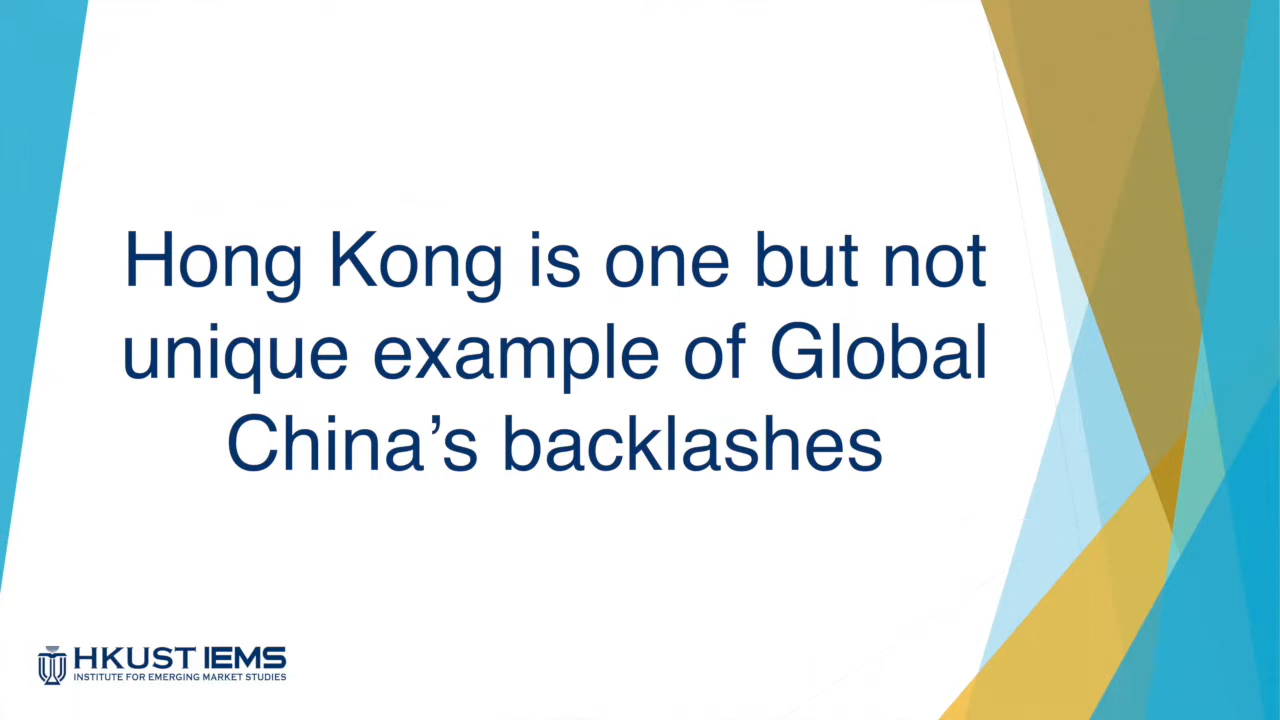 Hong Kong is one but not
unique example of Global
China’s backlashes
HKUST IEMS
INSTITUTE FOR EMERGING MARKET STUDIES